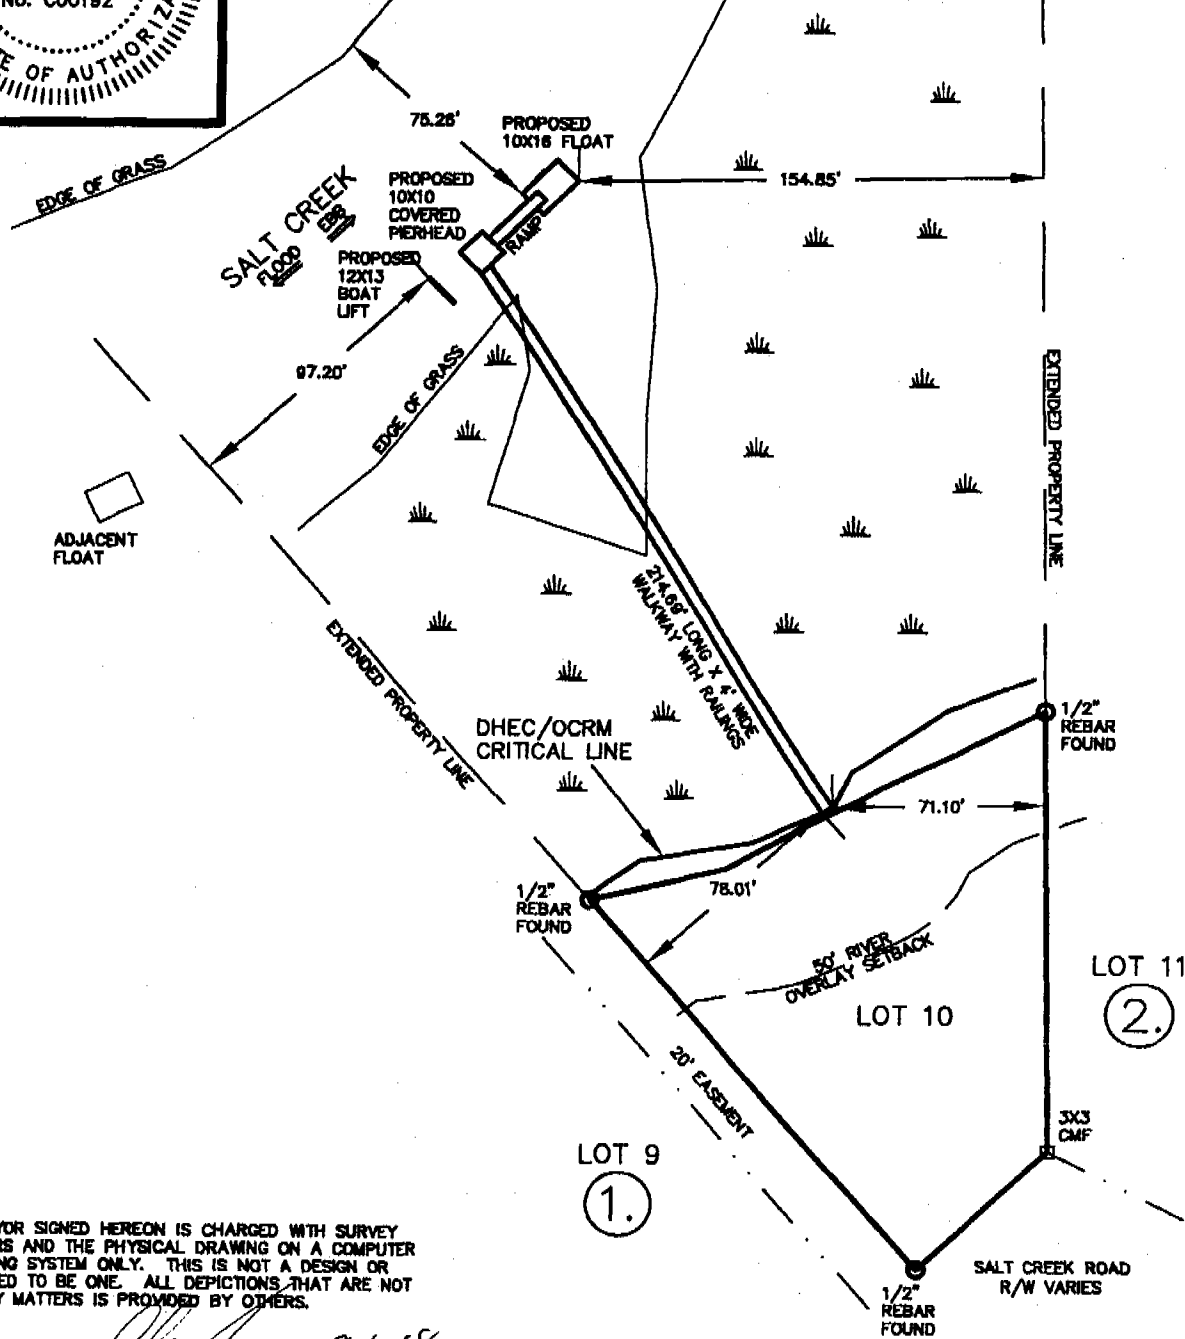 NO. C00192
E OF AUTHORIZA
75.26'
PROPOSED
10X16 FLOAT
EDGE OF GRASS
PROPOSED
10X10
COVERED
PIERHEAD
154.85'
SALT CREEK
EBB
FLOOD
RAMP
PROPOSED
12X13
BOAT
LIFT
97.20'
EDGE OF GRASS
EXTENDED PROPERTY LINE
ADJACENT
FLOAT
214.69' LONG X 4' WIDE
WALKWAY WITH RAILINGS
EXTENDED PROPERTY LINE
DHEC/OCRM
CRITICAL LINE
1/2"
REBAR
FOUND
71.10'
78.01'
1/2"
REBAR
FOUND
50' RIVER
OVERLAY SETBACK
LOT 10
LOT 11
2.
20' EASEMENT
3X3
CMF
LOT 9
1.
YOR SIGNED HEREON IS CHARGED WITH SURVEY
RS AND THE PHYSICAL DRAWING ON A COMPUTER
NG SYSTEM ONLY. THIS IS NOT A DESIGN OR
ED TO BE ONE. ALL DEPICTIONS THAT ARE NOT
Y MATTERS IS PROVIDED BY OTHERS.
SALT CREEK ROAD
R/W VARIES
1/2"
REBAR
FOUND